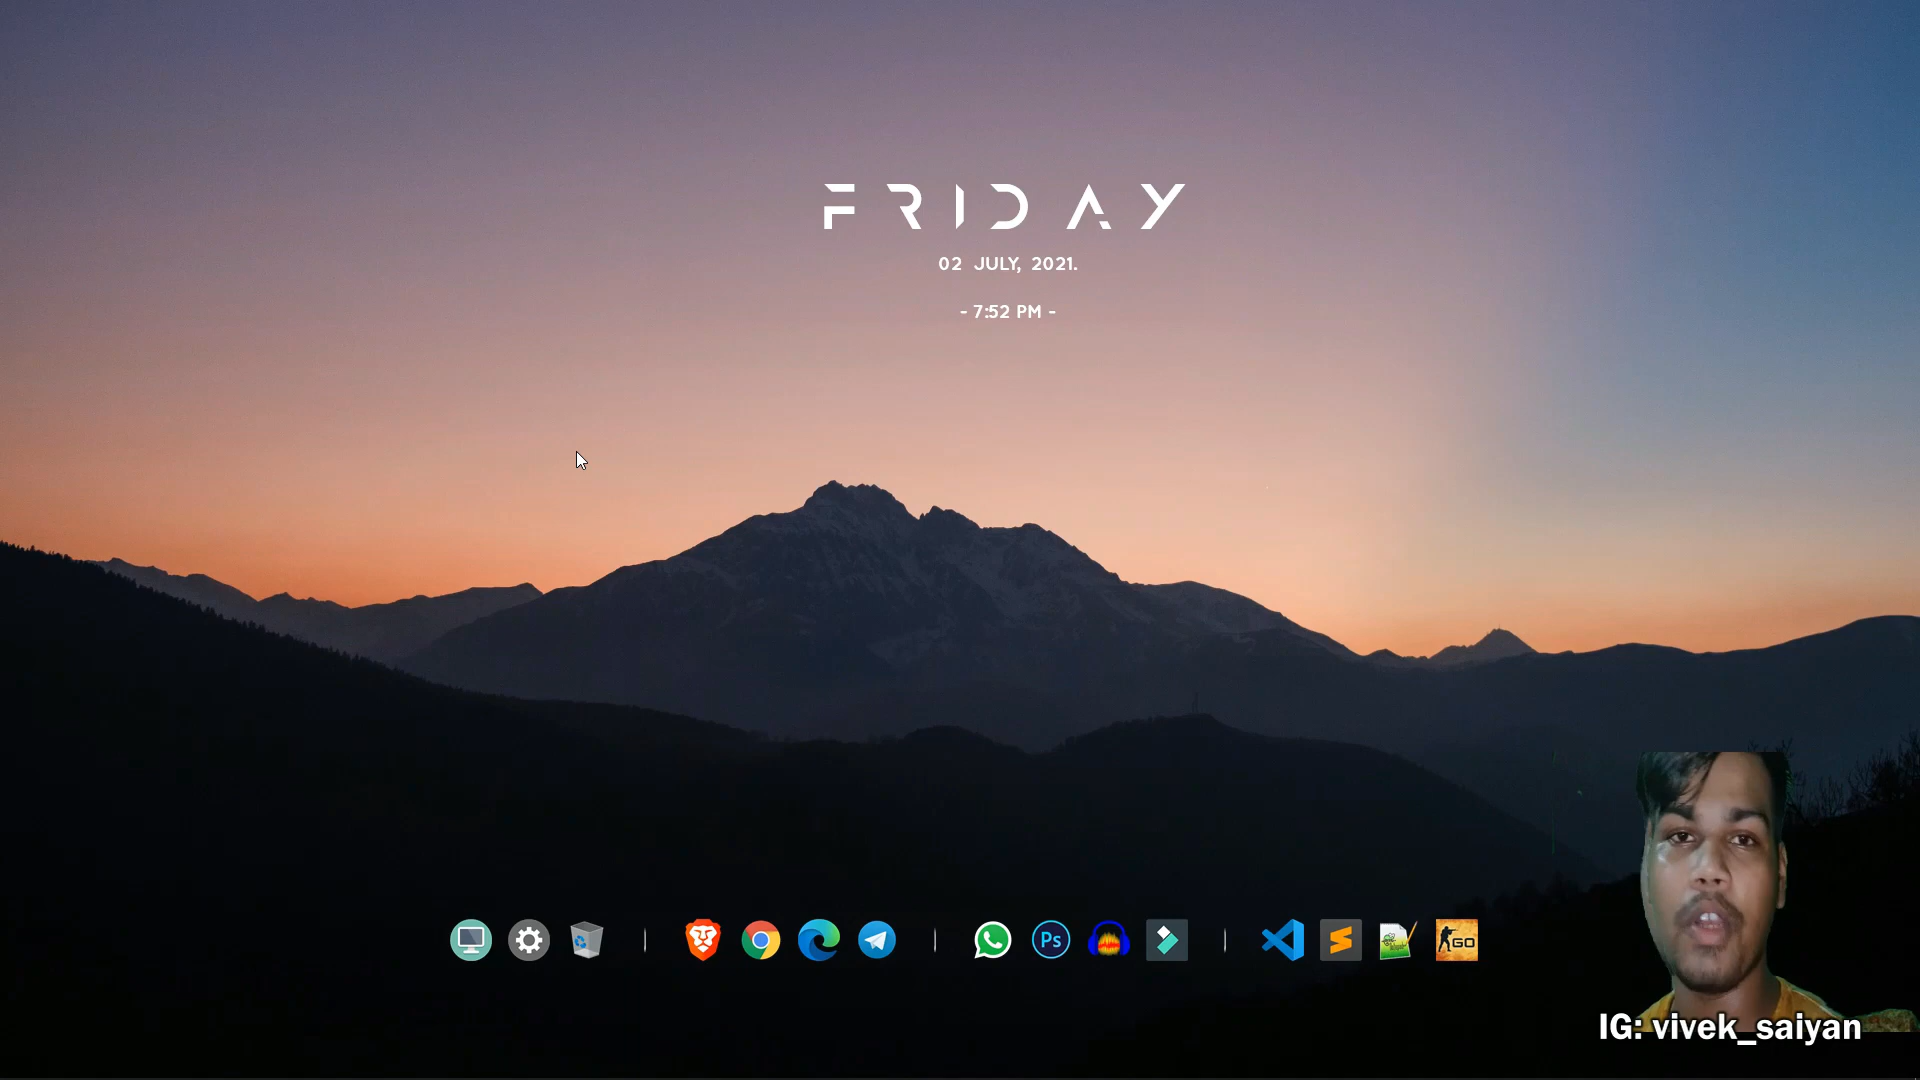 FRIDAY
02 JULY, 2021.
- 7:52 PM -
Ps
GO
IG: vivek_saiyan